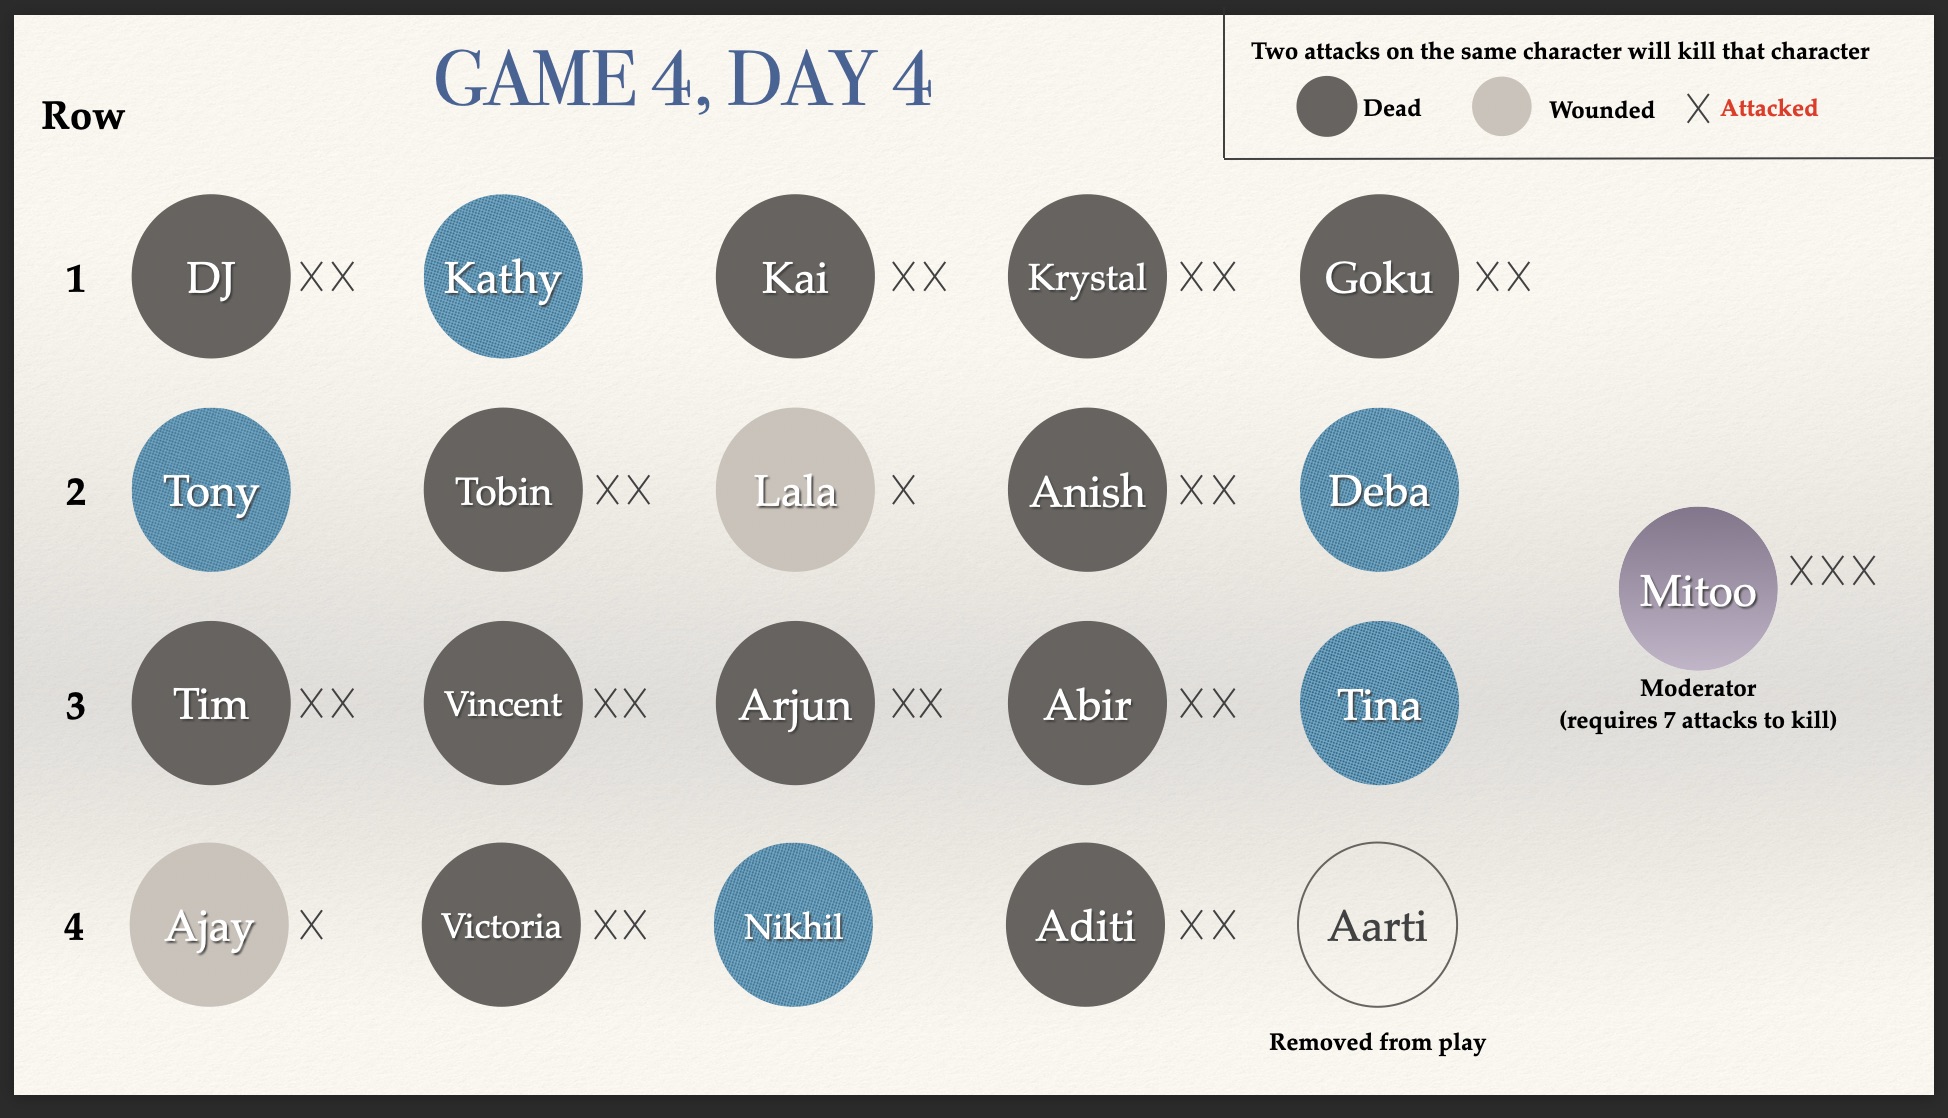 GAME 4, DAY 4
Two attacks on the same character will kill that character
Dead Wounded X Attacked
Row
1 DJ XX Kathy Kai XX Krystal XX Goku XX
2 Tony Tobin XX Lala X Anish XX Deba
Mitoo XXX
Moderator
(requires 7 attacks to kill)
3 Tim XX Vincent XX Arjun XX Abir XX Tina
4 Ajay X Victoria XX Nikhil Aditi XX Aarti
Removed from play